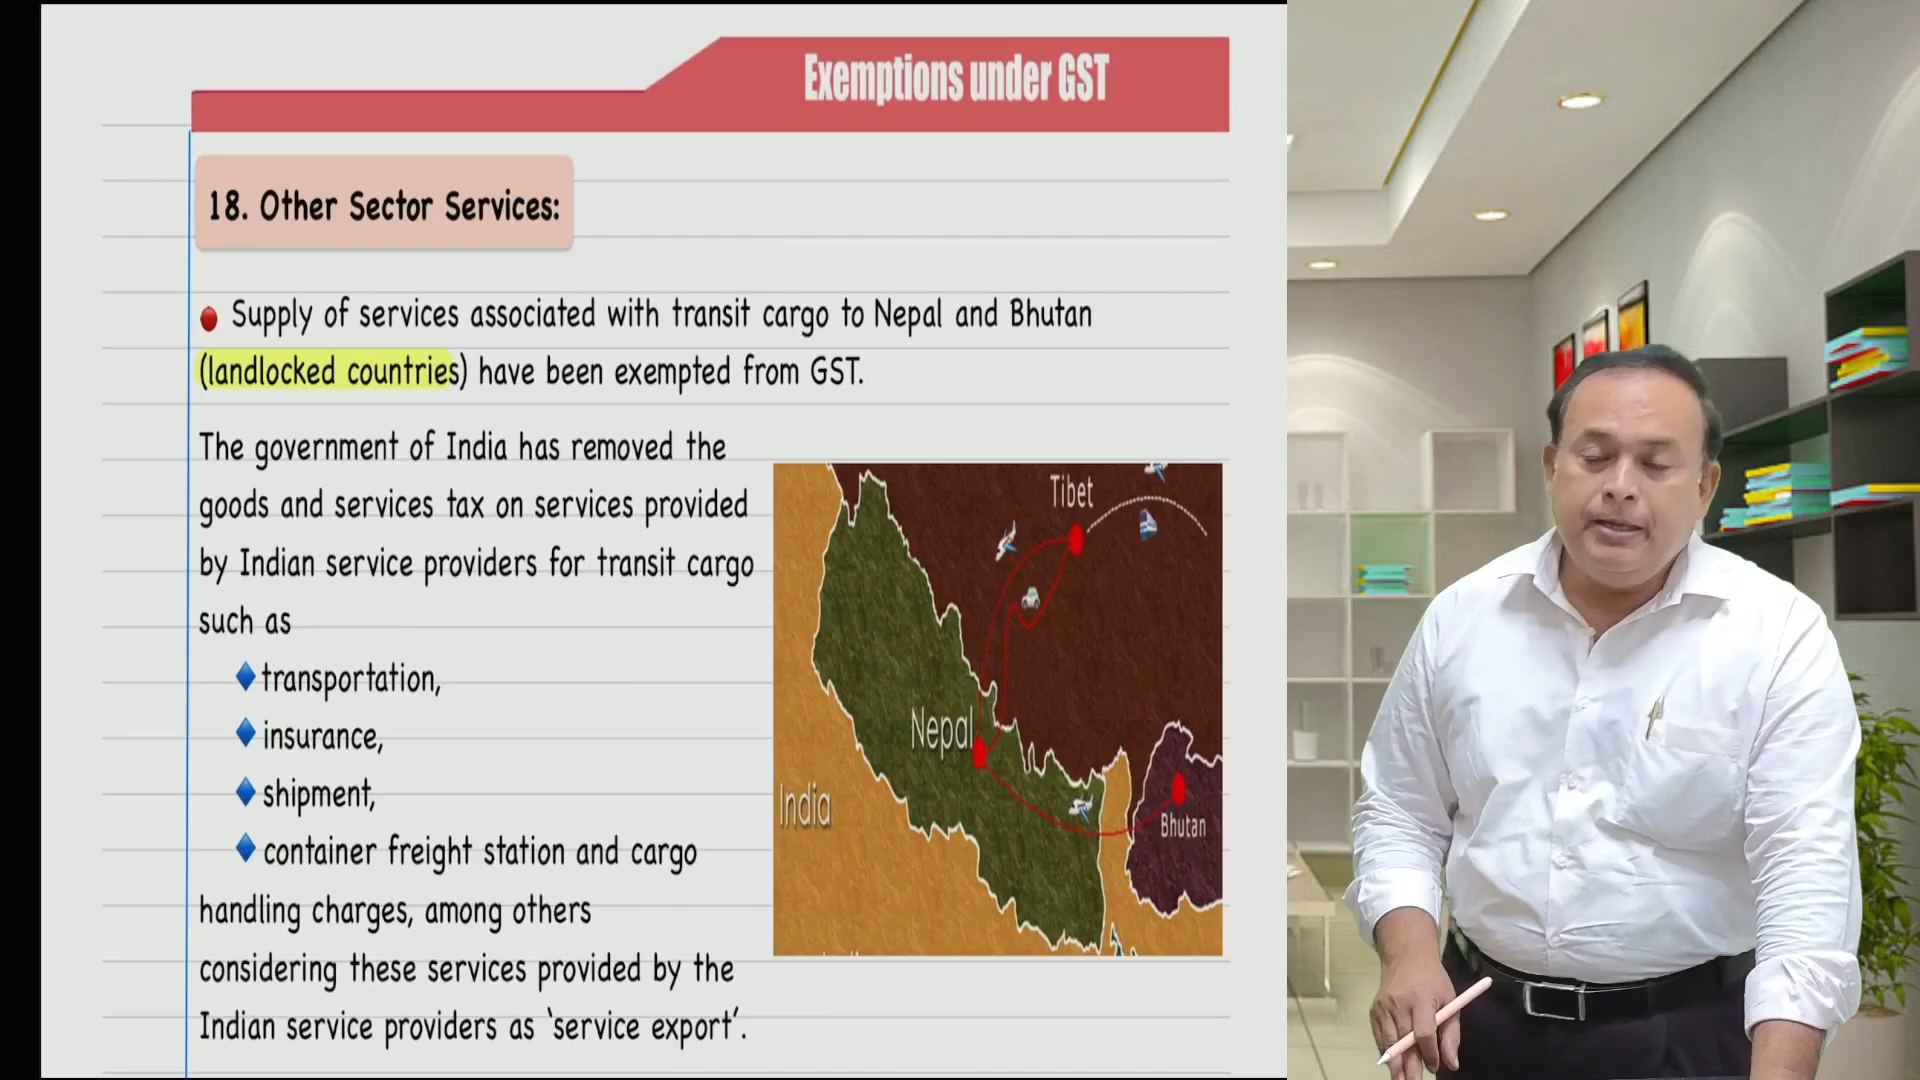 Exemptions under GST
18. Other Sector Services:
Supply of services associated with transit cargo to Nepal and Bhutan
(landlocked countries) have been exempted from GST.
The government of India has removed the
goods and services tax on services provided
by Indian service providers for transit cargo
such as
transportation,
insurance,
shipment,
container freight station and cargo
handling charges, among others
considering these services provided by the
Indian service providers as 'service export'.
Tibet
Nepal
India
Bhutan